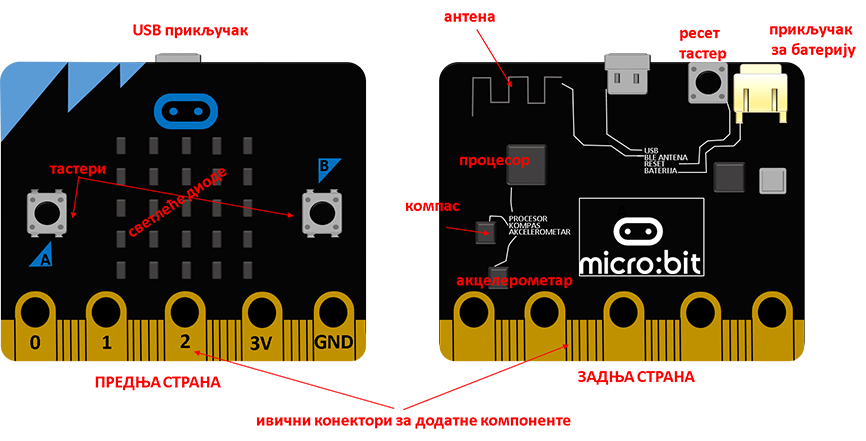 USB прикључак
тастери
светлеће диоде
A
B
0
1
2
3V
GND
ПРЕДЊА СТРАНА
антена
ресет
тастер
прикључак
за батерију
USB
BLE ANTENA
RESET
BATERIJA
процесор
компас
PROCESOR
KOMPAS
AKCELEROMETAR
акцелерометар
micro:bit
ЗАДЊА СТРАНА
ивични конектори за додатне компоненте